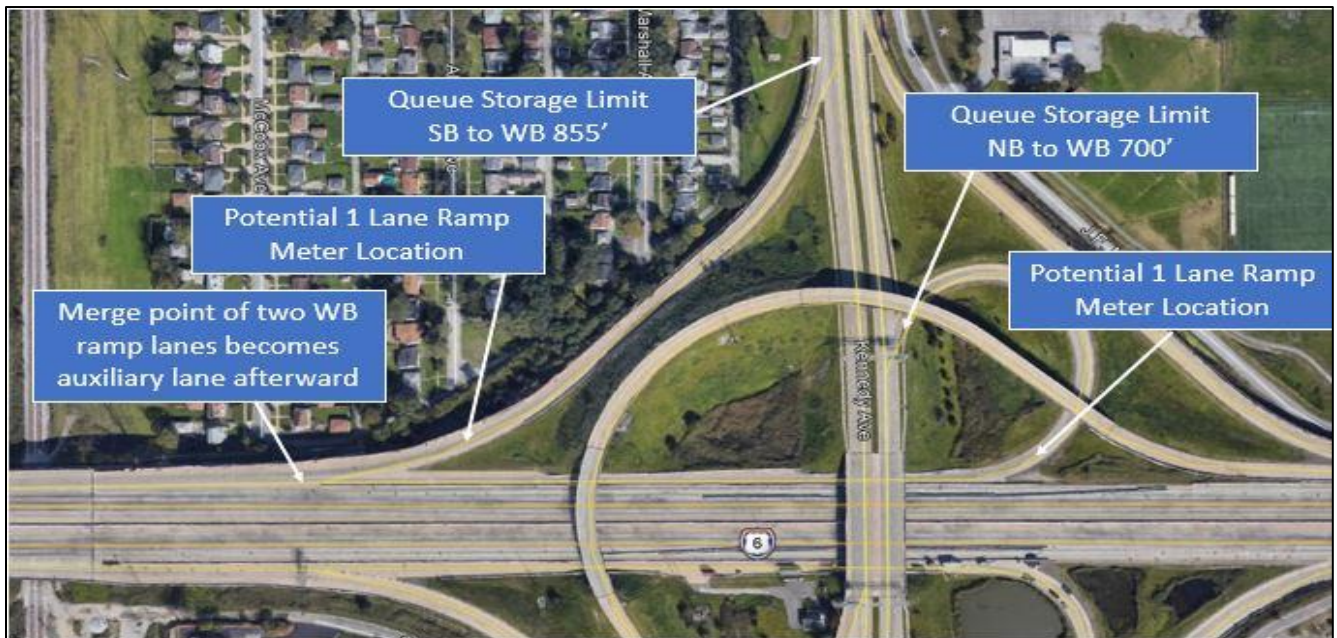 Marshall A
McCook Ave
A
ve
Queue Storage Limit
SB to WB 855’
Queue Storage Limit
NB to WB 700’
Potential 1 Lane Ramp
Meter Location
J.F.
Potential 1 Lane Ramp
Meter Location
Merge point of two WB
ramp lanes becomes
auxiliary lane afterward
Kennedy Ave
6